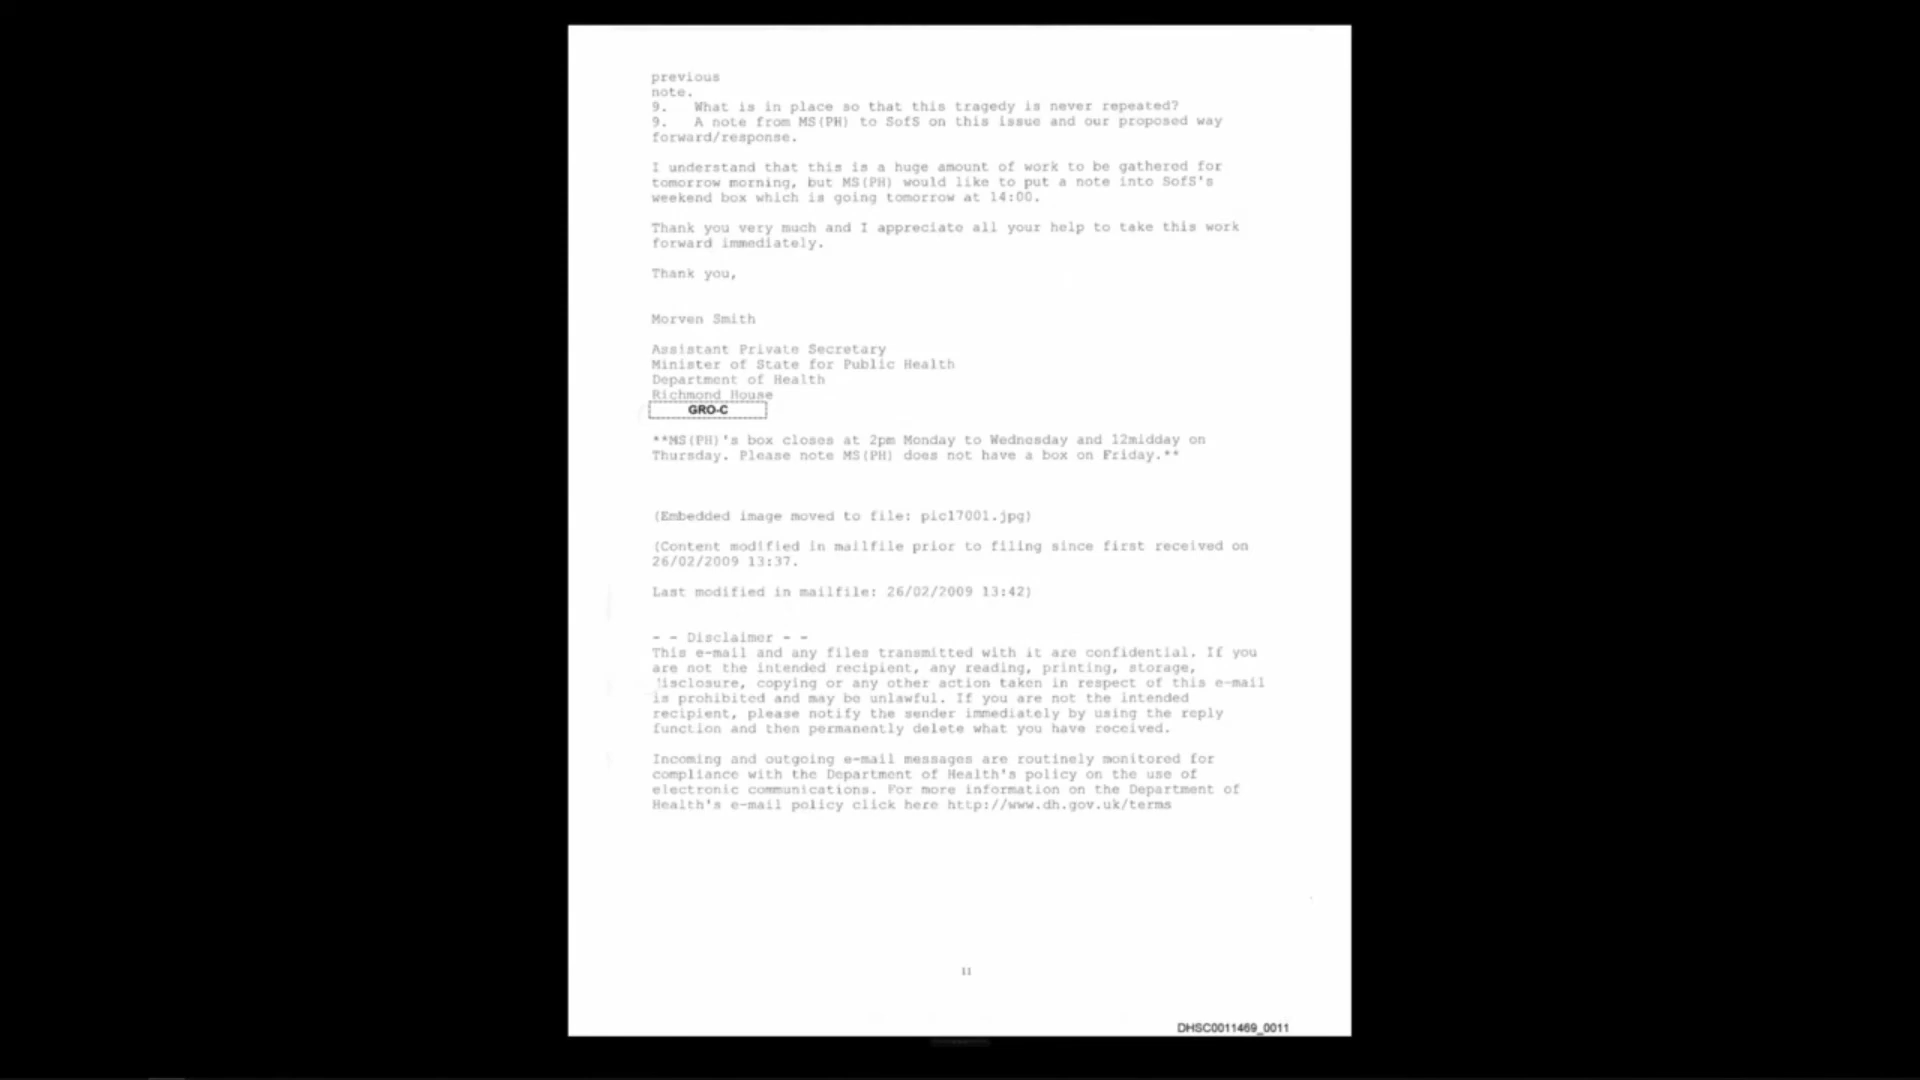 previous
note.
9. What is in place so that this tragedy is never repeated?
9. A note from MS(PH) to SofS on this issue and our proposed way
forward/response.
I understand that this is a huge amount of work to be gathered for
tomorrow morning, but MS(PH) would like to put a note into SofS's
weekend box which is going tomorrow at 14:00.
Thank you very much and I appreciate all your help to take this work
forward immediately.
Thank you,
Morven Smith
Assistant Private Secretary
Minister of State for Public Health
Department of Health
Richmond House
GRO-C
**MS(PH)'s box closes at 2pm Monday to Wednesday and 12midday on
Thursday. Please note MS(PH) does not have a box on Friday.**
(Embedded image moved to file: pic17001.jpg)
(Content modified in mailfile prior to filing since first received on
26/02/2009 13:37.
Last modified in mailfile: 26/02/2009 13:42)
- - Disclaimer - -
This e-mail and any files transmitted with it are confidential. If you
are not the intended recipient, any reading, printing, storage,
disclosure, copying or any other action taken in respect of this e-mail
is prohibited and may be unlawful. If you are not the intended
recipient, please notify the sender immediately by using the reply
function and then permanently delete what you have received.
Incoming and outgoing e-mail messages are routinely monitored for
compliance with the Department of Health's policy on the use of
electronic communications. For more information on the Department of
Health's e-mail policy click here http://www.dh.gov.uk/terms
11
DHSC0011469_0011